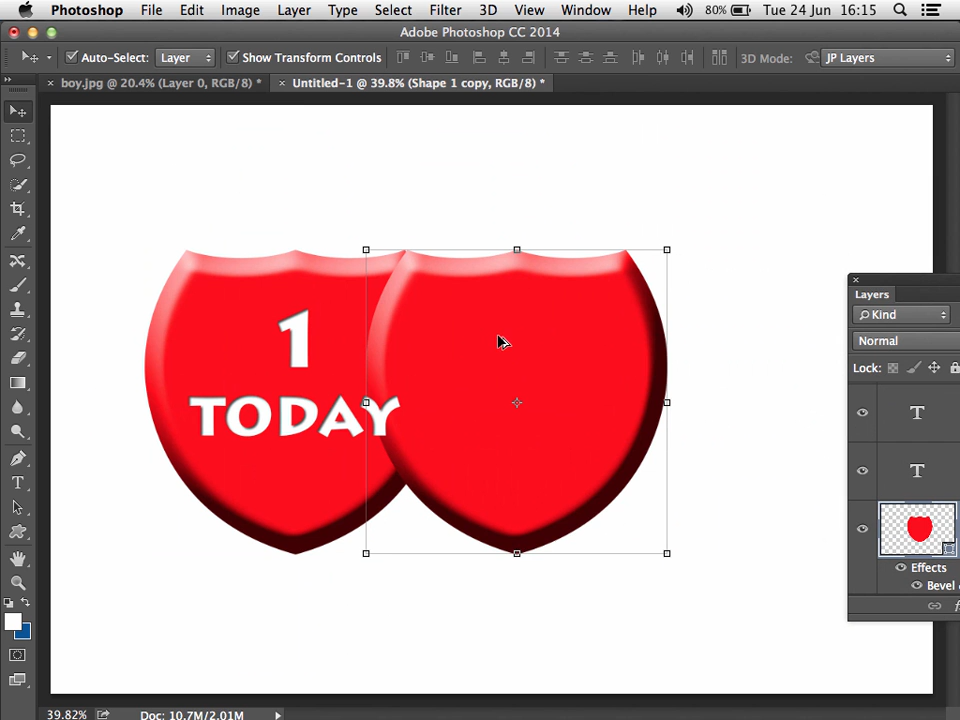 Photoshop File Edit Image Layer Type Select Filter 3D View Window Help 80% Tue 24 Jun 16:15
Adobe Photoshop CC 2014
Auto-Select: Layer Show Transform Controls 3D Mode: JP Layers
× boy.jpg @ 20.4% (Layer 0, RGB/8) * × Untitled-1 @ 39.8% (Shape 1 copy, RGB/8) *
1
TODAY
Layers
Kind
Normal
Lock:
T
T
Effects
Bevel
39.82% Doc: 10.7M/2.01M